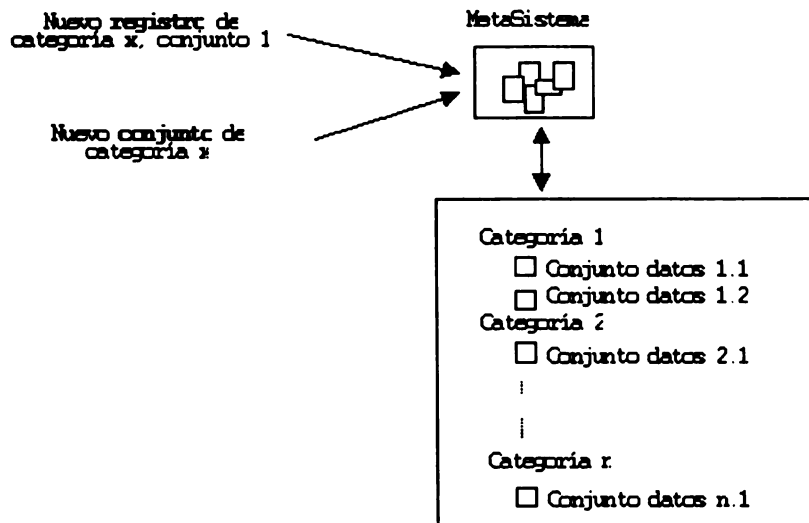 Nuevo registro de
categoría x, conjunto 1
MetaSistema
Nuevo conjunto de
categoría x
Categoría 1
Conjunto datos 1.1
Conjunto datos 1.2
Categoría 2
Conjunto datos 2.1
Categoría n
Conjunto datos n.1